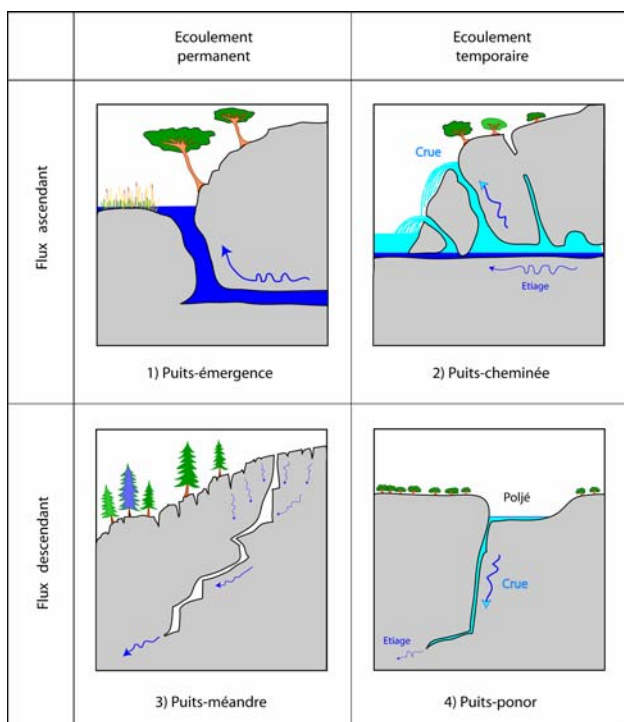 Ecoulement
permanent
Ecoulement
temporaire
Flux ascendant
Crue
Etiage
1) Puits-émergence
2) Puits-cheminée
Flux descendant
Poljé
Crue
Etiage
3) Puits-méandre
4) Puits-ponor